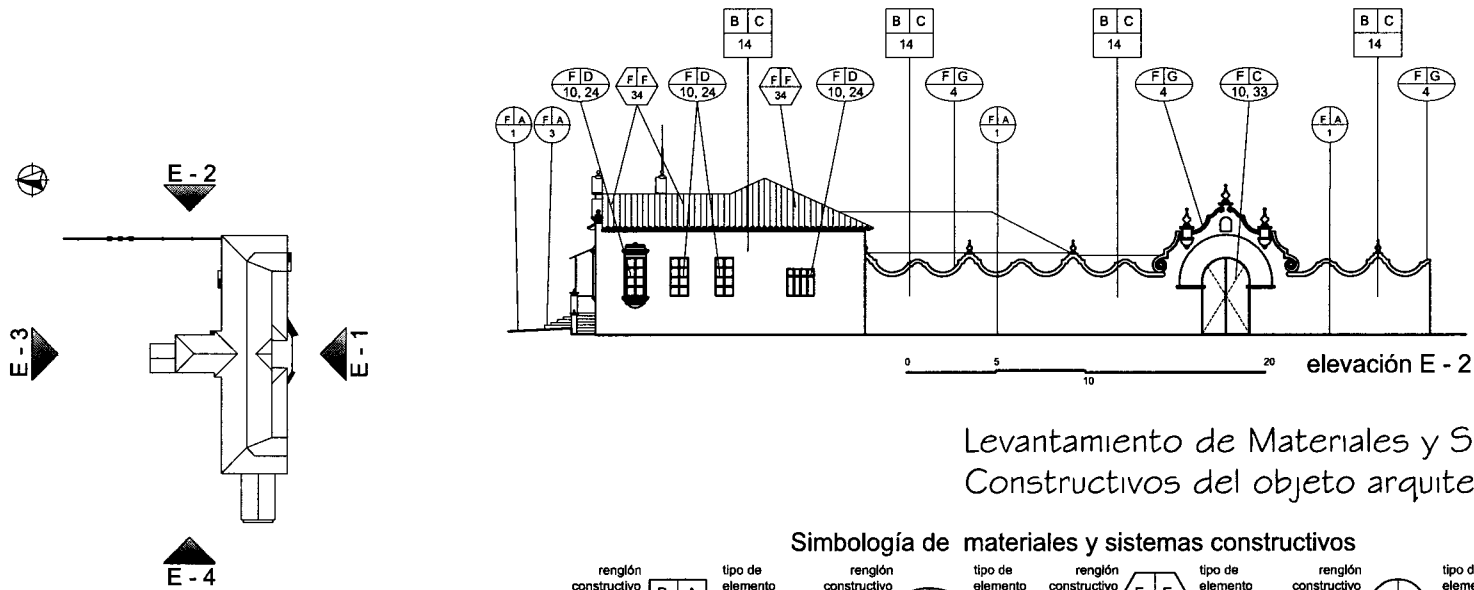 B C
14
B C
14
B C
14
B C
14
F D
10, 24
F F
34
F D
10, 24
F F
34
F D
10, 24
F G
4
F G
4
F C
10, 33
F G
4
F A
1
F A
3
F A
1
F A
1
E - 2
E - 3
E - 1
E - 4
0
5
10
20
elevación E - 2
Levantamiento de Materiales y S
Constructivos del objeto arquite
Simbología de materiales y sistemas constructivos
renglón
constructivo
B A
tipo de
elemento
renglón
constructivo
tipo de
elemento
renglón
constructivo
F F
tipo de
elemento
renglón
constructivo
tipo d
eleme